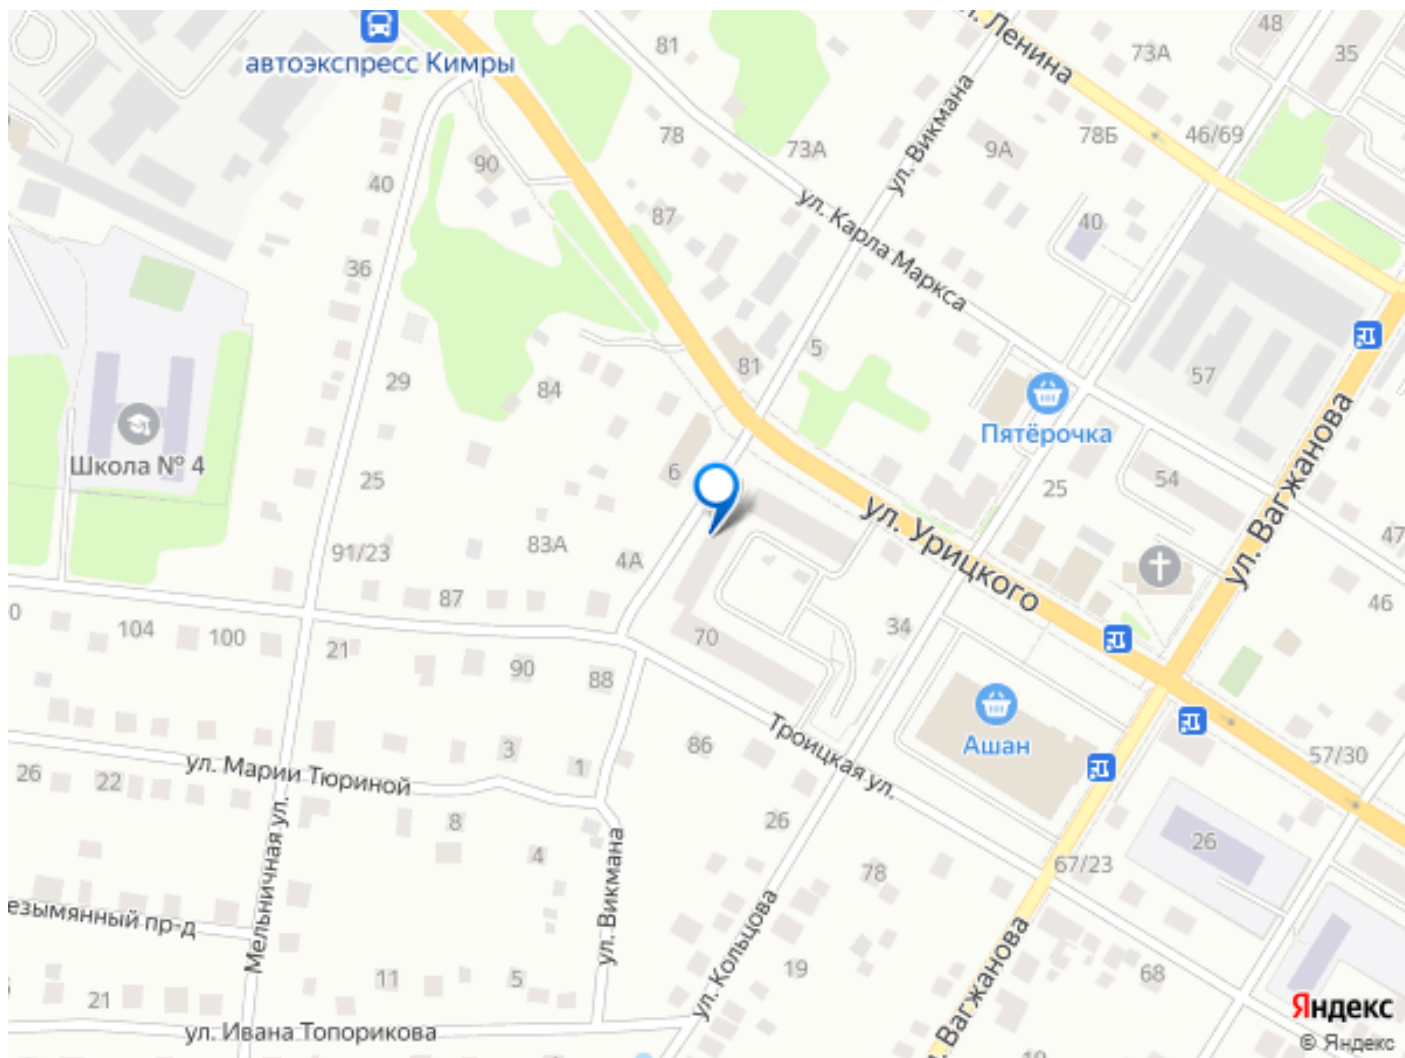 ул. Ленина
48
35
81
73А
автоэкспресс Кимры
ул. Викмана
78
73А
9А
78Б
46/69
90
40
87
ул. Карла Маркса
40
36
5
81
57
29
84
Пятёрочка
Школа № 4
6
25
25
54
ул. Вагжанова
ул. Урицкого
47
91/23
83А
4А
46
0
104
100
87
21
70
34
90
88
Троицкая ул.
Ашан
86
57/30
26
22
ул. Марии Тюриной
3
1
8
26
26
4
67/23
78
езымянный пр-д
Мельничная ул.
ул. Викмана
ул. Кольцова
. Вагжанова
11
5
19
68
21
ул. Ивана Топорикова
Яндекс
© Яндекс